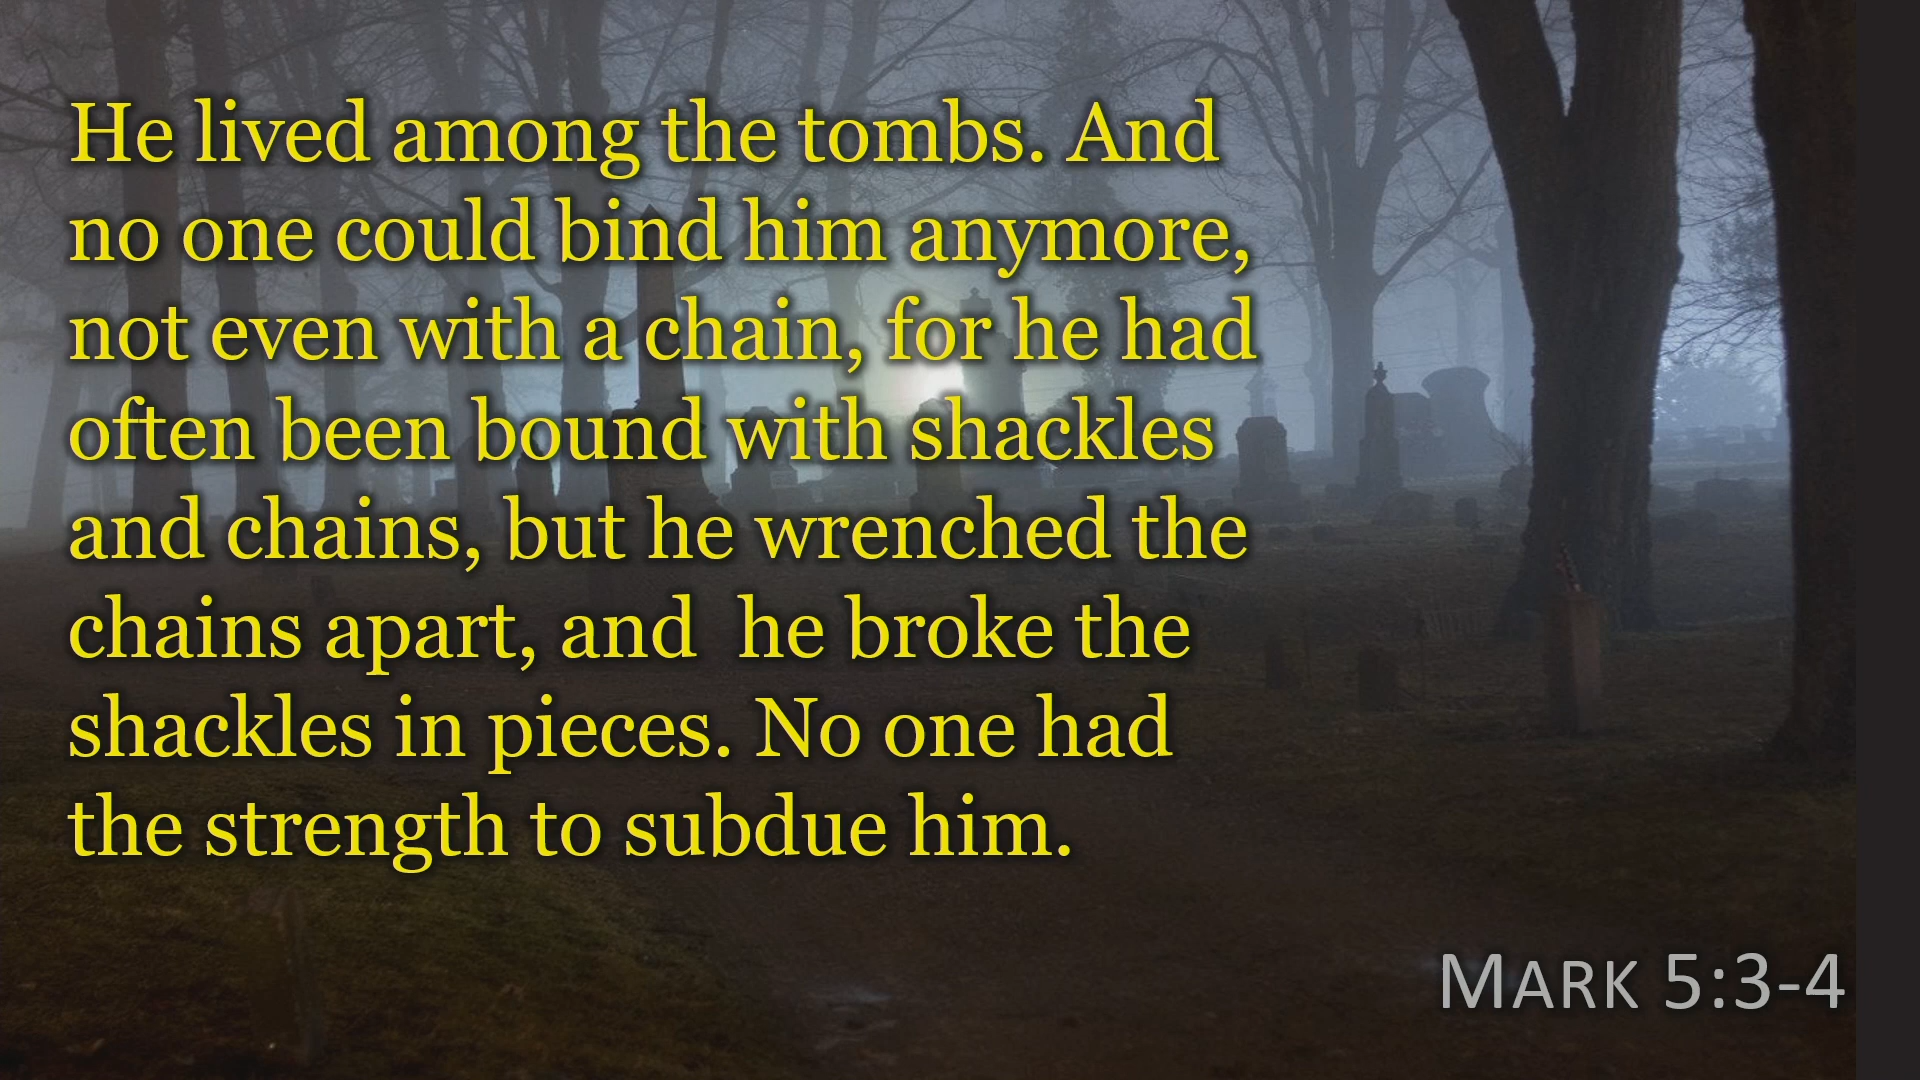 He lived among the tombs. And
no one could bind him anymore,
not even with a chain, for he had
often been bound with shackles
and chains, but he wrenched the
chains apart, and  he broke the
shackles in pieces. No one had
the strength to subdue him.
Mark 5:3-4